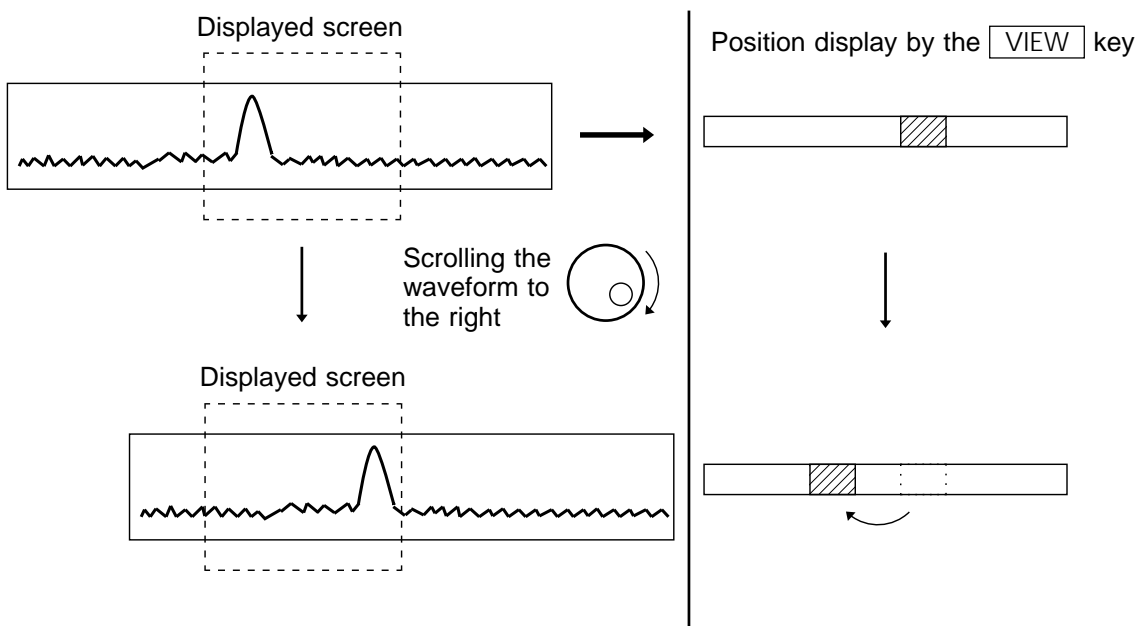 Displayed screen
Position display by the VIEW key
Scrolling the
waveform to
the right
Displayed screen